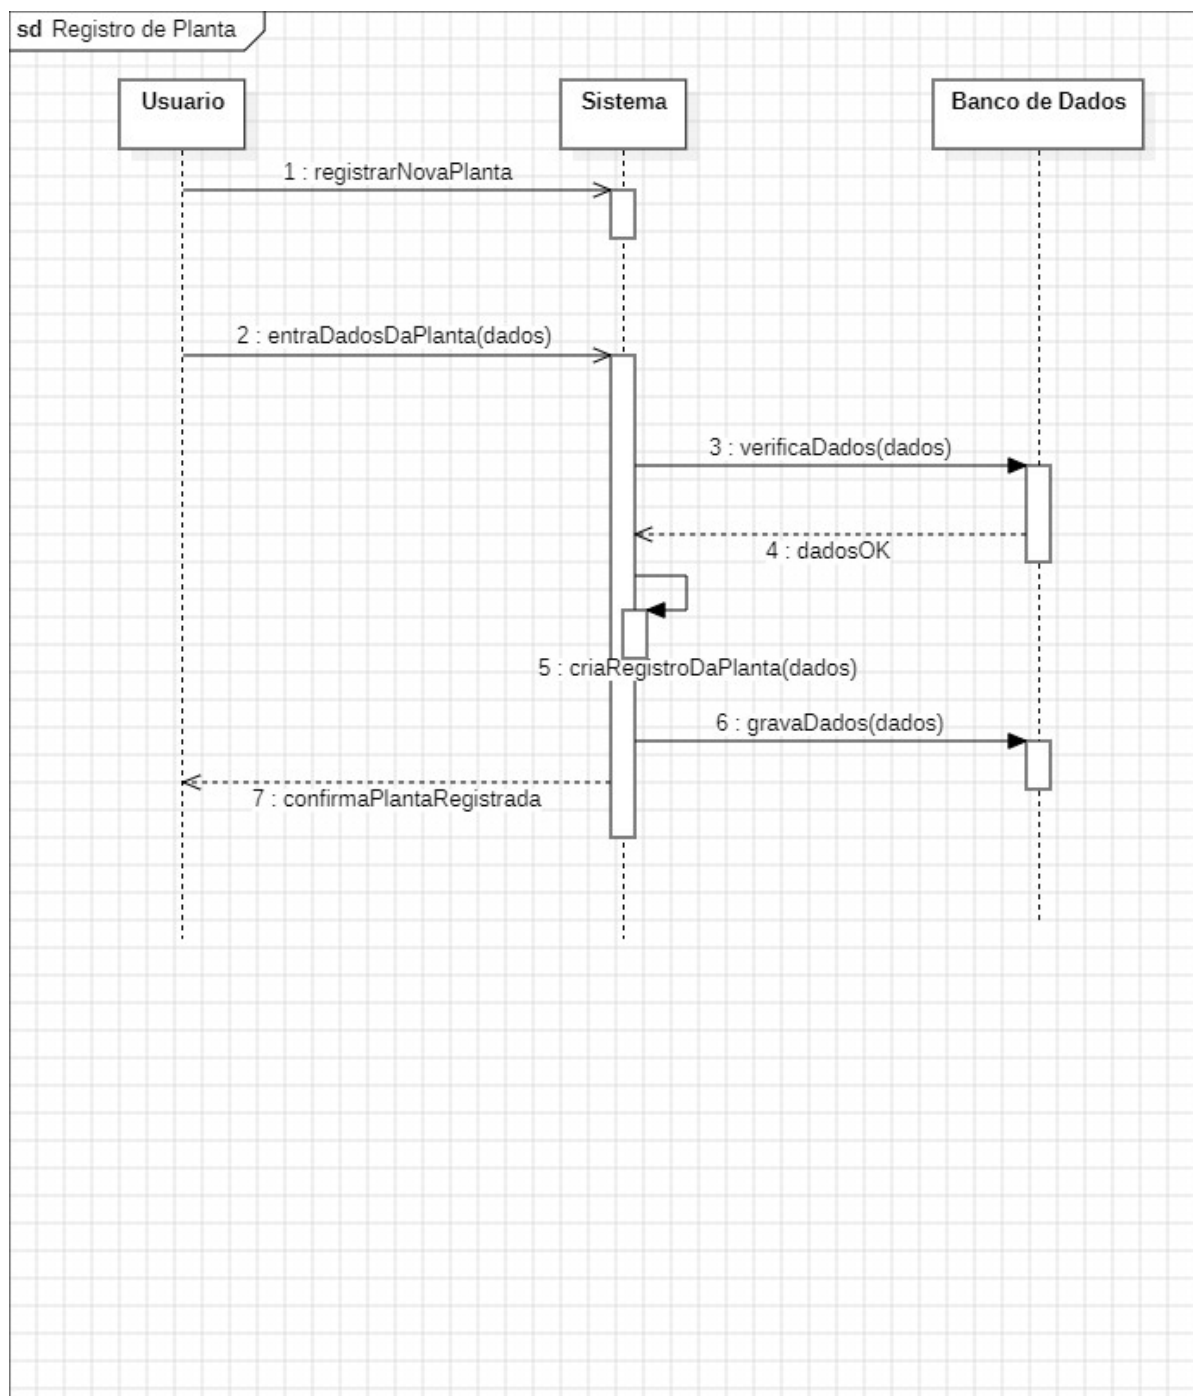 sd Registro de Planta
Usuario
Sistema
Banco de Dados
1 : registrarNovaPlanta
2 : entraDadosDaPlanta(dados)
3 : verificaDados(dados)
4 : dadosOK
5 : criaRegistroDaPlanta(dados)
6 : gravaDados(dados)
7 : confirmaPlantaRegistrada